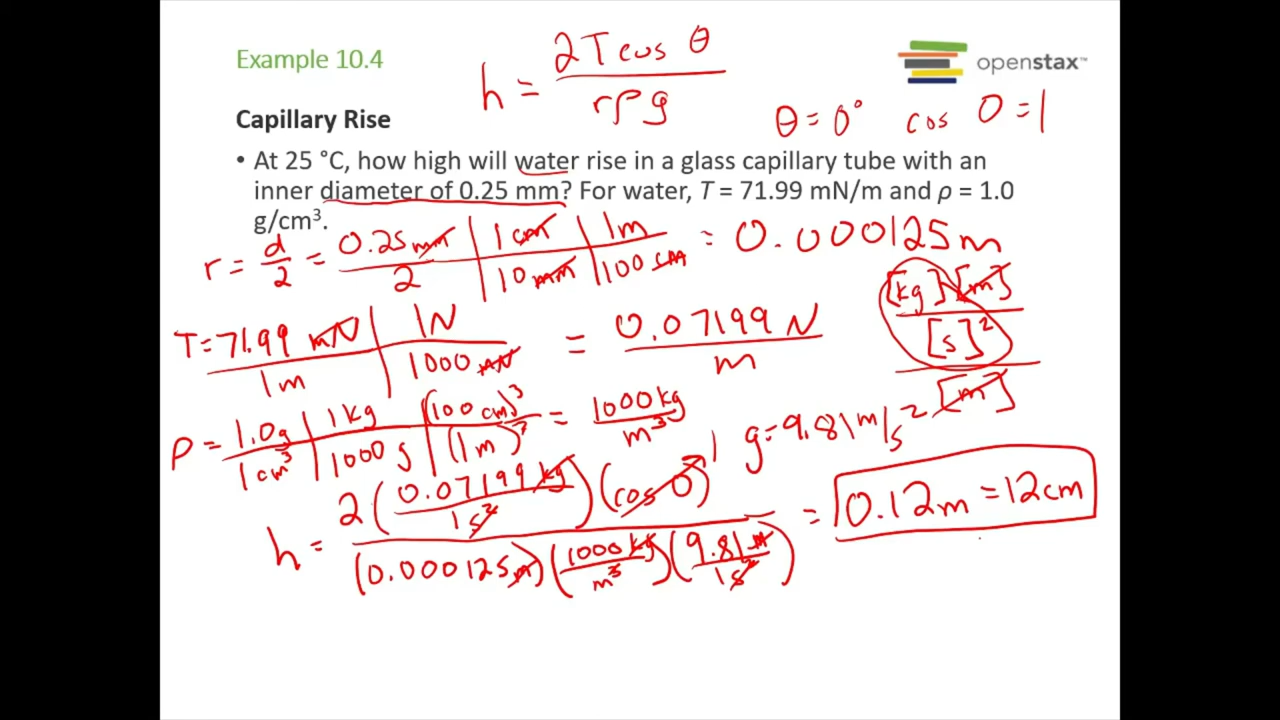 Example 10.4
h = 2T cos θ / rρg
openstax™
Capillary Rise
θ = 0° cos 0 = 1
• At 25 °C, how high will water rise in a glass capillary tube with an
inner diameter of 0.25 mm? For water, T = 71.99 mN/m and ρ = 1.0
g/cm³.
r = d/2 = 0.25 mm / 2 | 1 cm / 10 mm | 1 m / 100 cm = 0.000125 m
T = 71.99 mN / 1 m | 1 N / 1000 mN = 0.07199 N / m
[kg][m] / [s]² / [m]
ρ = 1.0 g / 1 cm³ | 1 kg / 1000 g | (100 cm)³ / (1 m)³ = 1000 kg / m³
g = 9.81 m/s²
h = 2 (0.07199 kg / 1 s²) (cos 0) 1 / (0.000125 m) (1000 kg / m³) (9.81 m / 1 s²) = 0.12 m = 12 cm